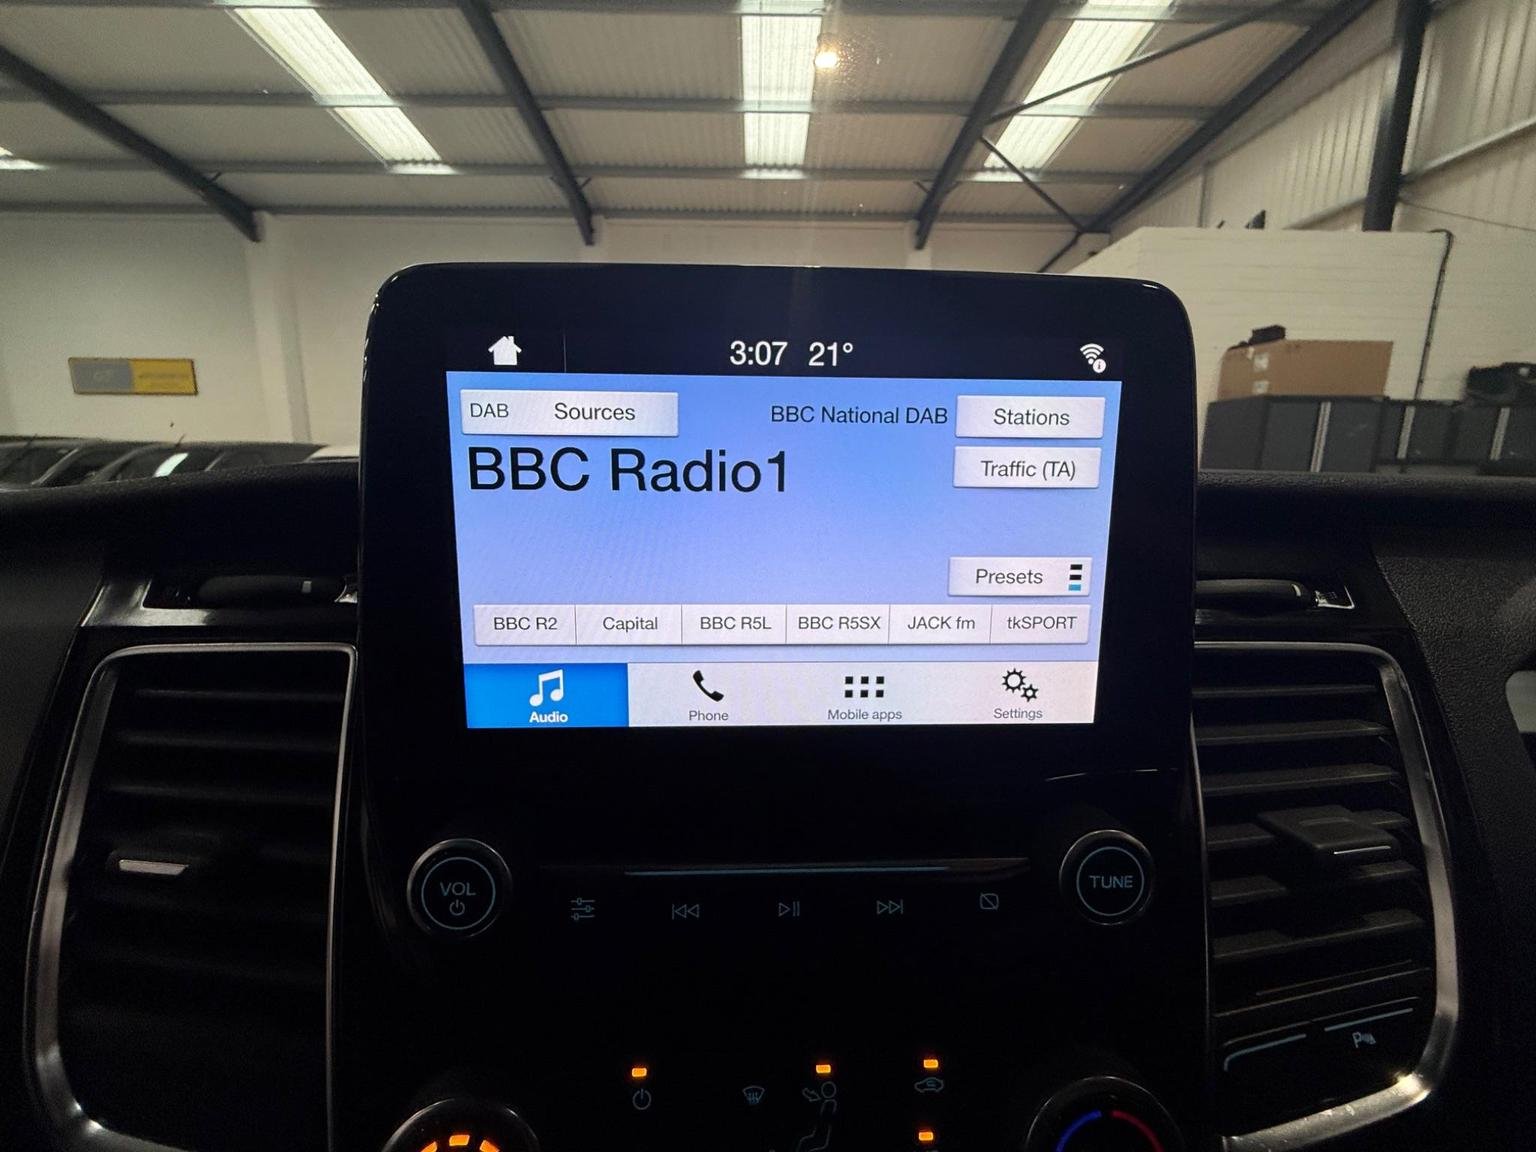 3:07 21°
DAB Sources BBC National DAB Stations
BBC Radio1
Traffic (TA)
Presets
BBC R2 Capital BBC R5L BBC R5SX JACK fm tkSPORT
Audio Phone Mobile apps Settings
VOL
TUNE
P